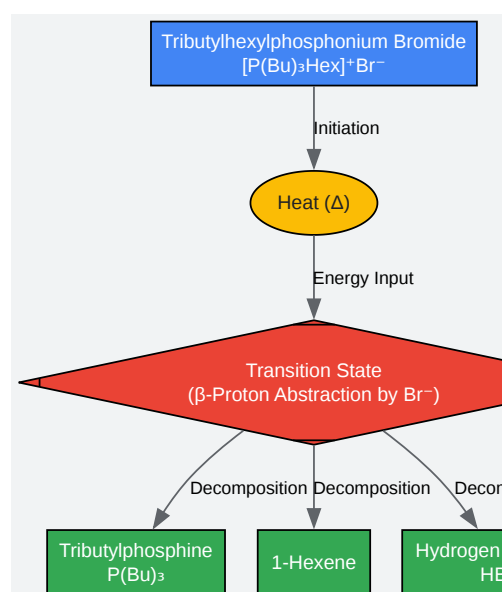 Tributylhexylphosphonium Bromide
[P(Bu)₃Hex]⁺Br⁻
Initiation
Heat (Δ)
Energy Input
Transition State
(β-Proton Abstraction by Br⁻)
Decomposition Decomposition
Tributylphosphine
P(Bu)₃
1-Hexene
Hydrogen